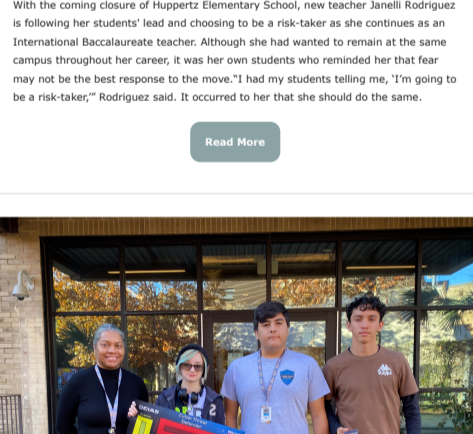 With the coming closure of Huppertz Elementary School, new teacher Janelli Rodriguez
is following her students' lead and choosing to be a risk-taker as she continues as an
International Baccalaureate teacher. Although she had wanted to remain at the same
campus throughout her career, it was her own students who reminded her that fear
may not be the best response to the move."I had my students telling me, 'I'm going to
be a risk-taker,'" Rodriguez said. It occurred to her that she should do the same.
Read More